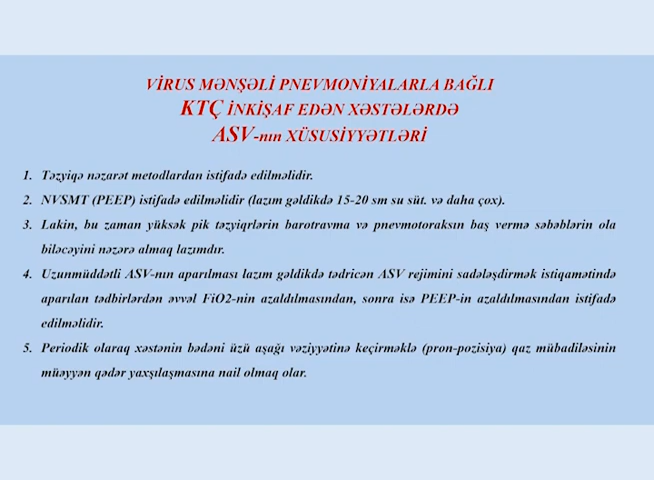 VİRUS MƏNŞƏLİ PNEVMONİYALARLA BAĞLI
KTÇ İNKİŞAF EDƏN XƏSTƏLƏRDƏ
ASV-nın XÜSUSİYYƏTLƏRİ
1. Təzyiqə nəzarət metodlardan istifadə edilməlidir.
2. NVSMT (PEEP) istifadə edilməlidir (lazım gəldikdə 15-20 sm su süt. və daha çox).
3. Lakin, bu zaman yüksək pik təzyiqrlərin barotravma və pnevmotoraksın baş vermə səbəblərin ola
biləcəyini nəzərə almaq lazımdır.
4. Uzunmüddətli ASV-nın aparılması lazım gəldikdə tədricən ASV rejimini sadələşdirmək istiqamətində
aparılan tədbirlərdən əvvəl FiO2-nin azaldılmasından, sonra isə PEEP-in azaldılmasından istifadə
edilməlidir.
5. Periodik olaraq xəstənin bədəni üzü aşağı vəziyyətinə keçirməklə (pron-pozisiya) qaz mübadiləsinin
müəyyən qədər yaxşılaşmasına nail olmaq olar.